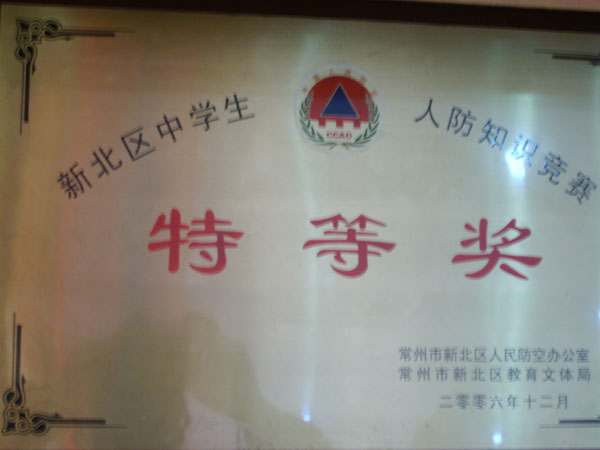 新北区中学生 人防知识竞赛
CCAD
特等奖
常州市新北区人民防空办公室
常州市新北区教育文体局
二零零六年十二月